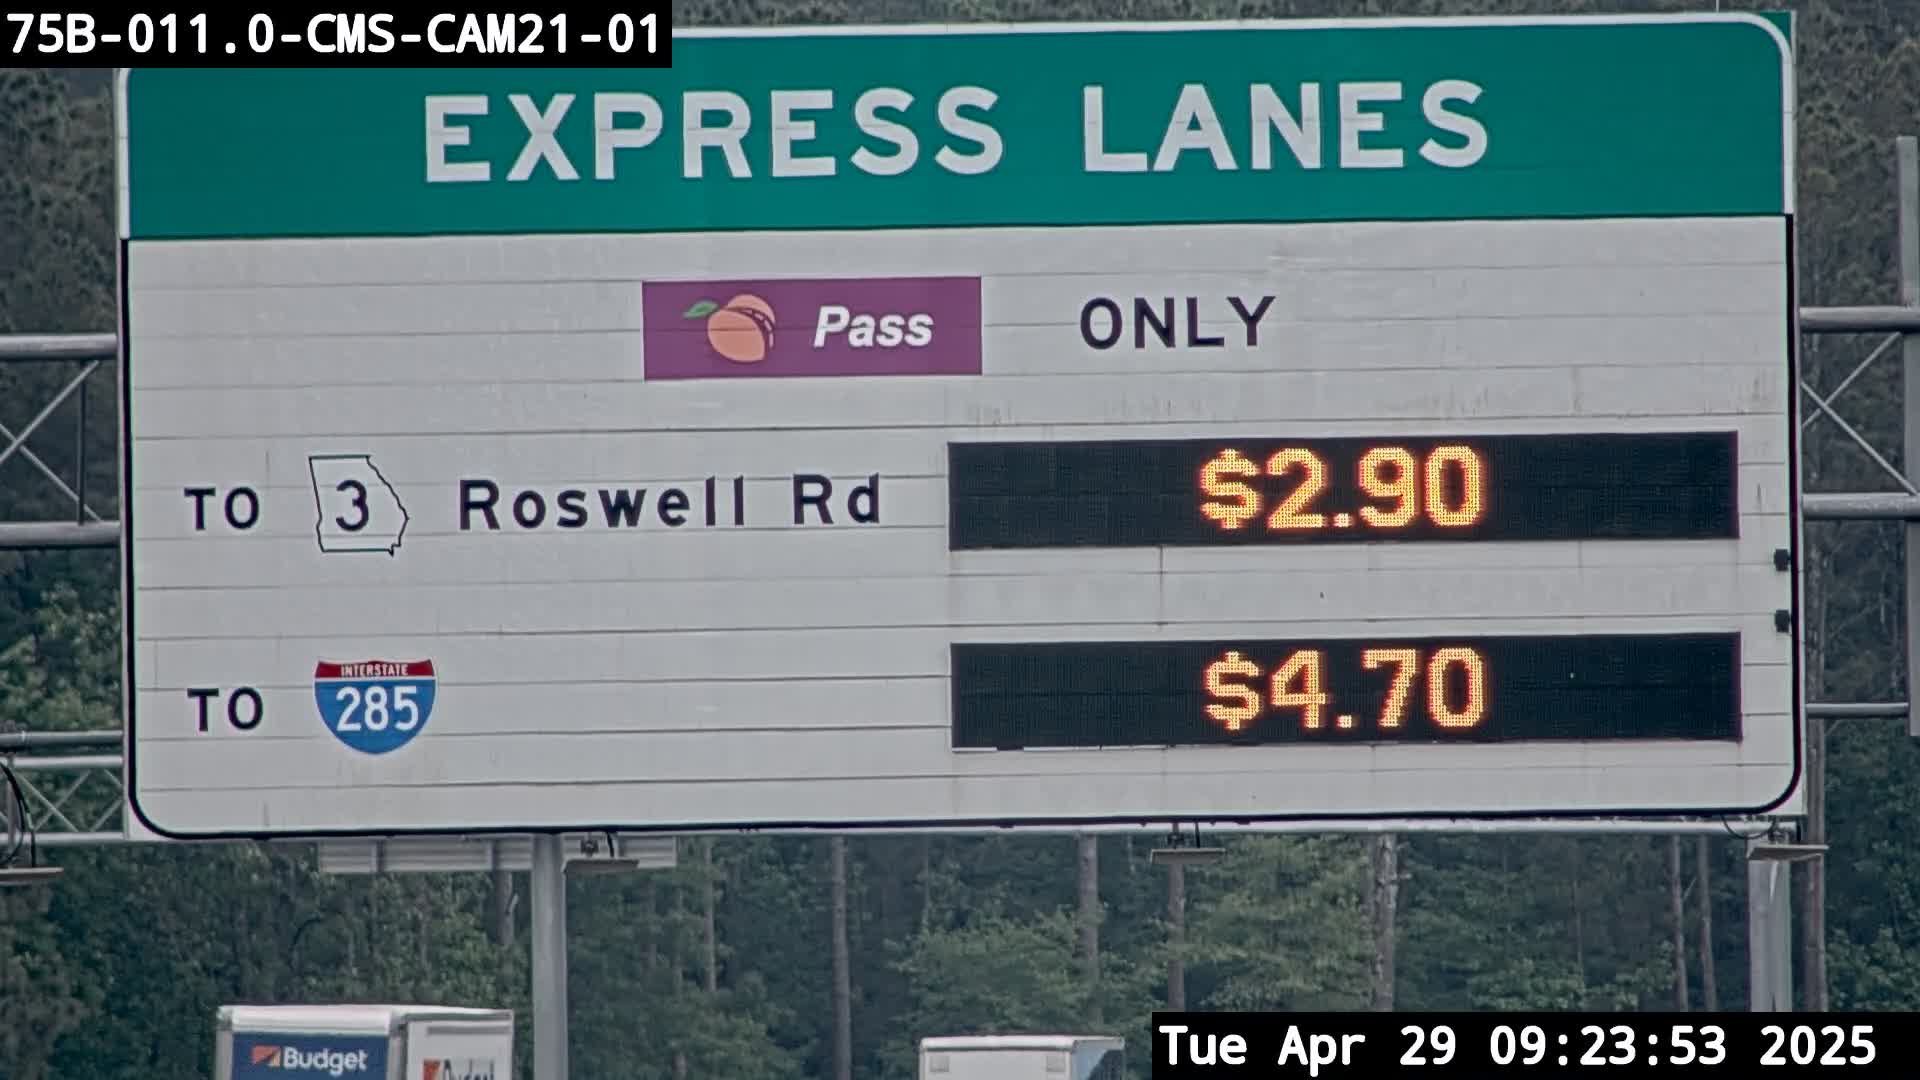 75B-011.0-CMS-CAM21-01
EXPRESS LANES
Pass ONLY
TO 3 Roswell Rd $2.90
TO INTERSTATE 285 $4.70
Budget
Budget
Tue Apr 29 09:23:53 2025